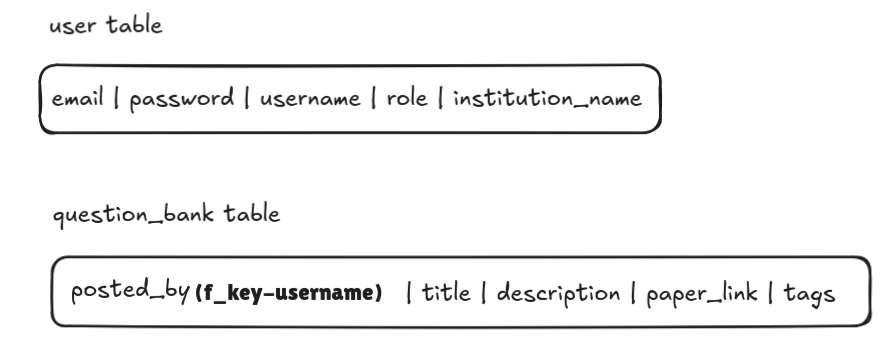 user table
email | password | username | role | institution_name
question_bank table
posted_by (f_key-username) | title | description | paper_link | tags